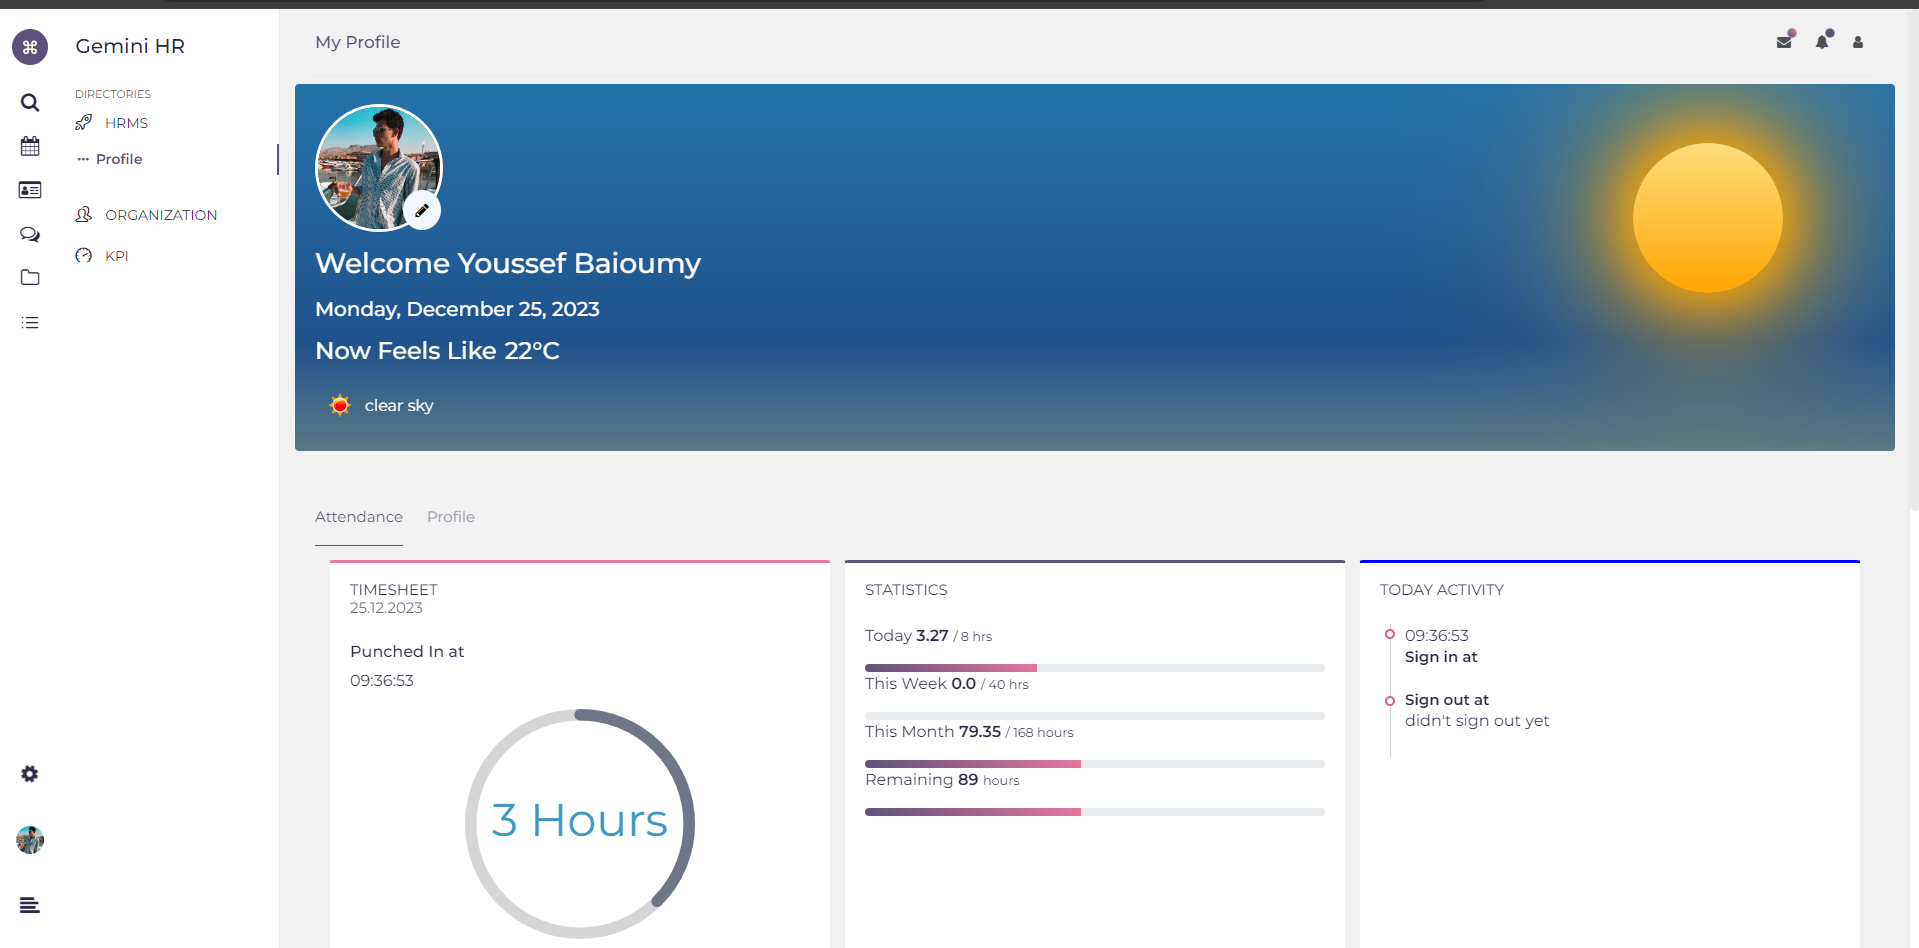 Gemini HR
DIRECTORIES
HRMS
Profile
ORGANIZATION
KPI
My Profile
Welcome Youssef Baioumy
Monday, December 25, 2023
Now Feels Like 22°C
clear sky
Attendance
Profile
TIMESHEET
25.12.2023
Punched In at
09:36:53
3 Hours
STATISTICS
Today 3.27 / 8 hrs
This Week 0.0 / 40 hrs
This Month 79.35 / 168 hours
Remaining 89 hours
TODAY ACTIVITY
09:36:53
Sign in at
Sign out at
didn't sign out yet